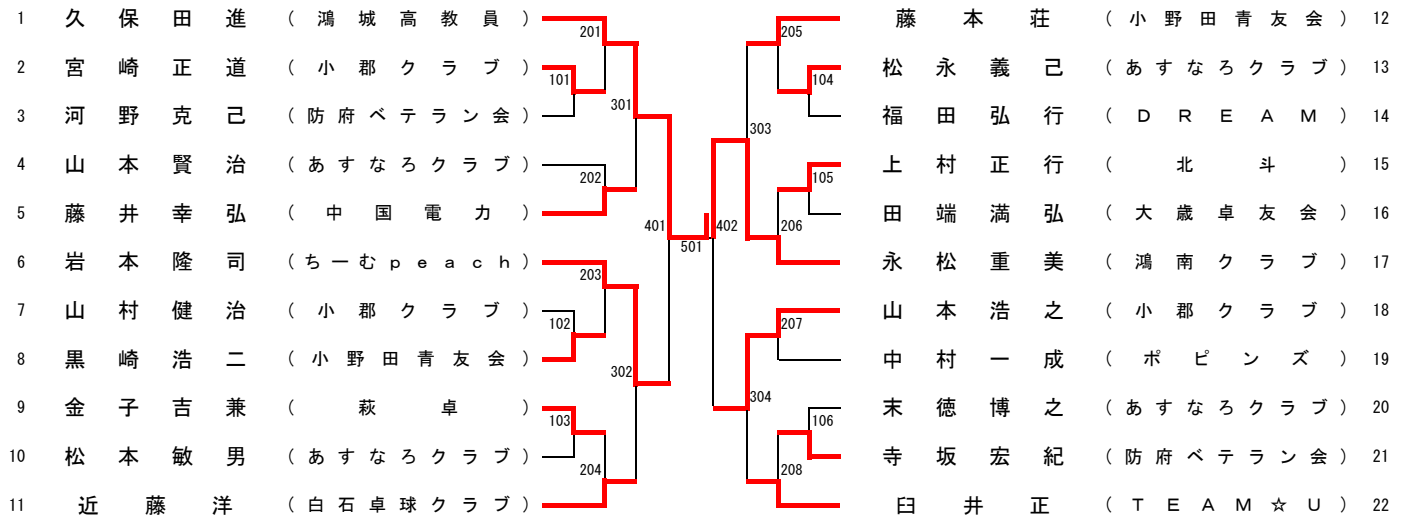 1 久保田進 (鴻城高教員) 201 205 藤本荘 (小野田青友会) 12
2 宮崎正道 (小郡クラブ) 101 104 松永義己 (あすなろクラブ) 13
3 河野克己 (防府ベテラン会) 301 303 福田弘行 (DREAM) 14
4 山本賢治 (あすなろクラブ) 202 105 上村正行 (北斗) 15
5 藤井幸弘 (中国電力) 401 501 402 206 田端満弘 (大歳卓友会) 16
6 岩本隆司 (ちーむpeach) 203 永松重美 (鴻南クラブ) 17
7 山村健治 (小郡クラブ) 102 207 山本浩之 (小郡クラブ) 18
8 黒崎浩二 (小野田青友会) 302 中村一成 (ポピンズ) 19
9 金子吉兼 (萩卓) 103 304 106 末徳博之 (あすなろクラブ) 20
10 松本敏男 (あすなろクラブ) 204 208 寺坂宏紀 (防府ベテラン会) 21
11 近藤洋 (白石卓球クラブ) 臼井正 (TEAM☆U) 22